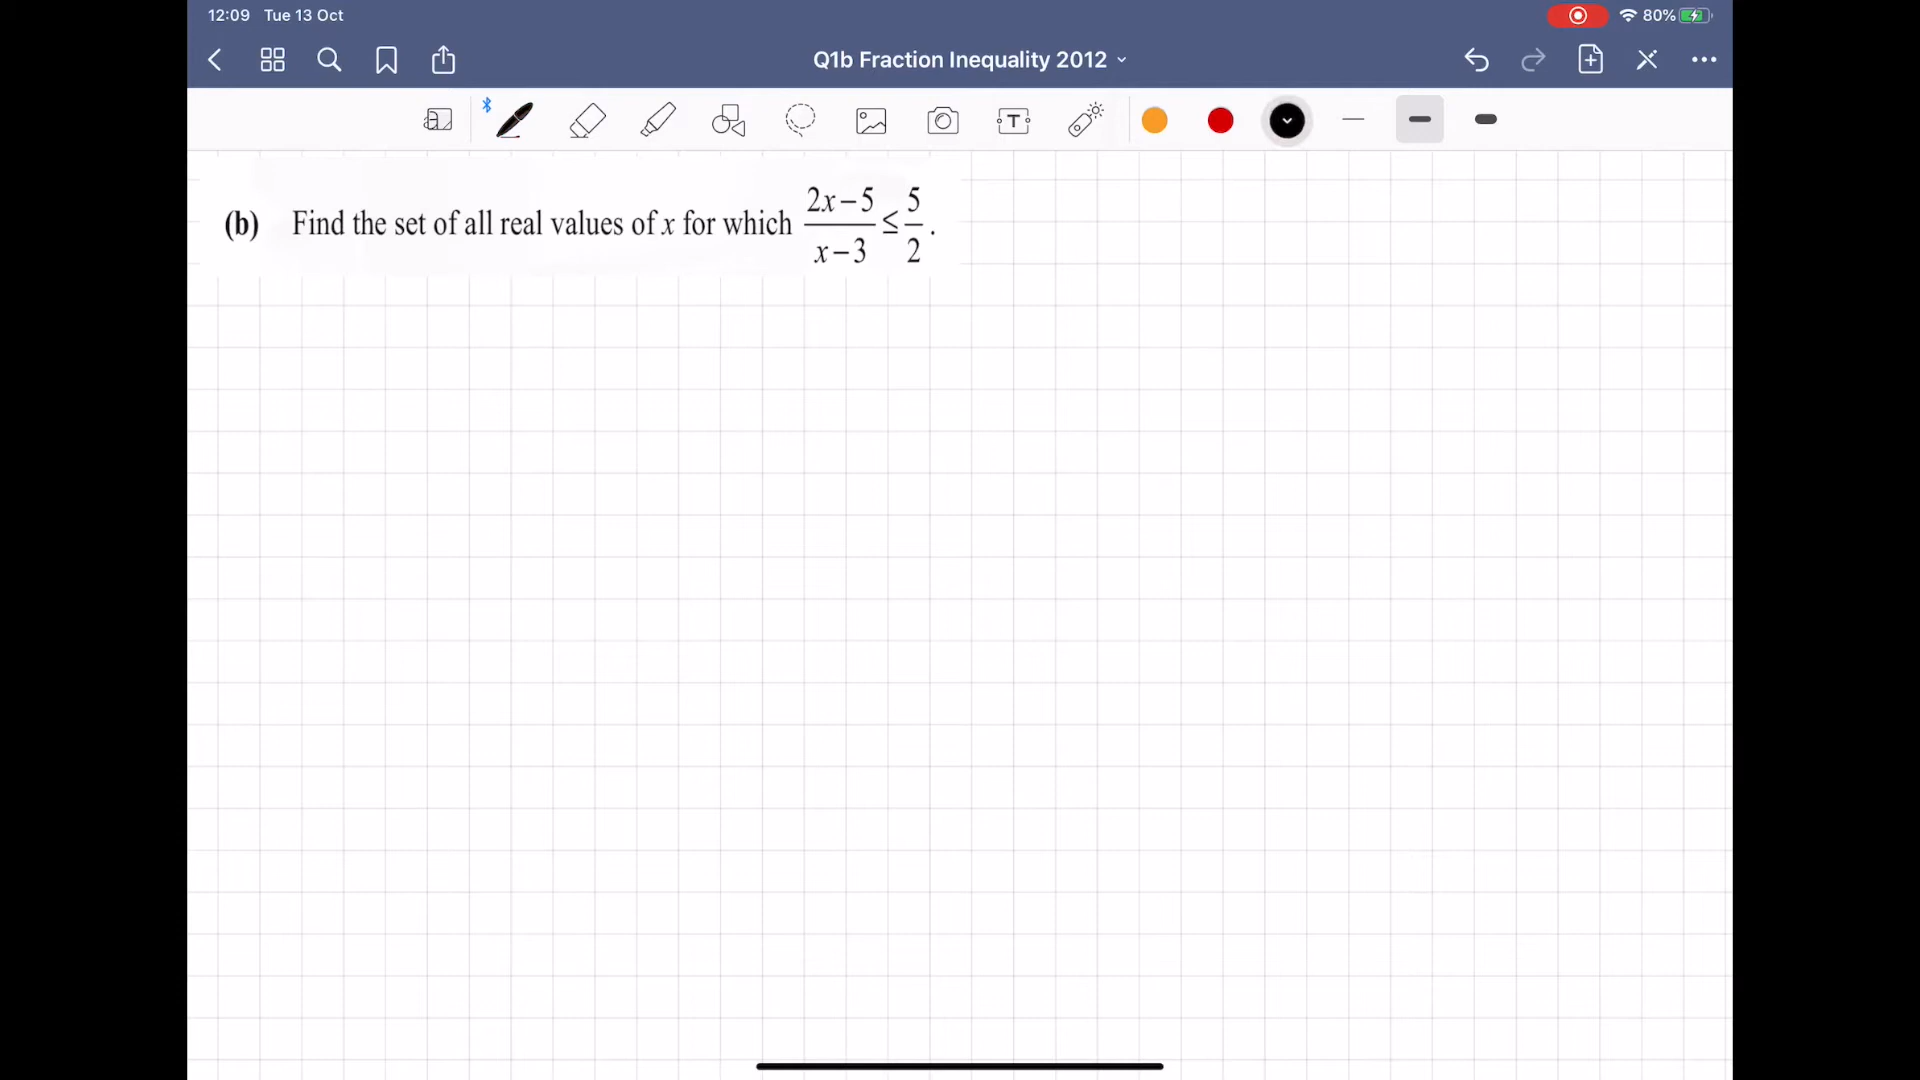 12:09 Tue 13 Oct 80%
Q1b Fraction Inequality 2012
T
(b) Find the set of all real values of x for which (2x−5)/(x−3) ≤ 5/2.